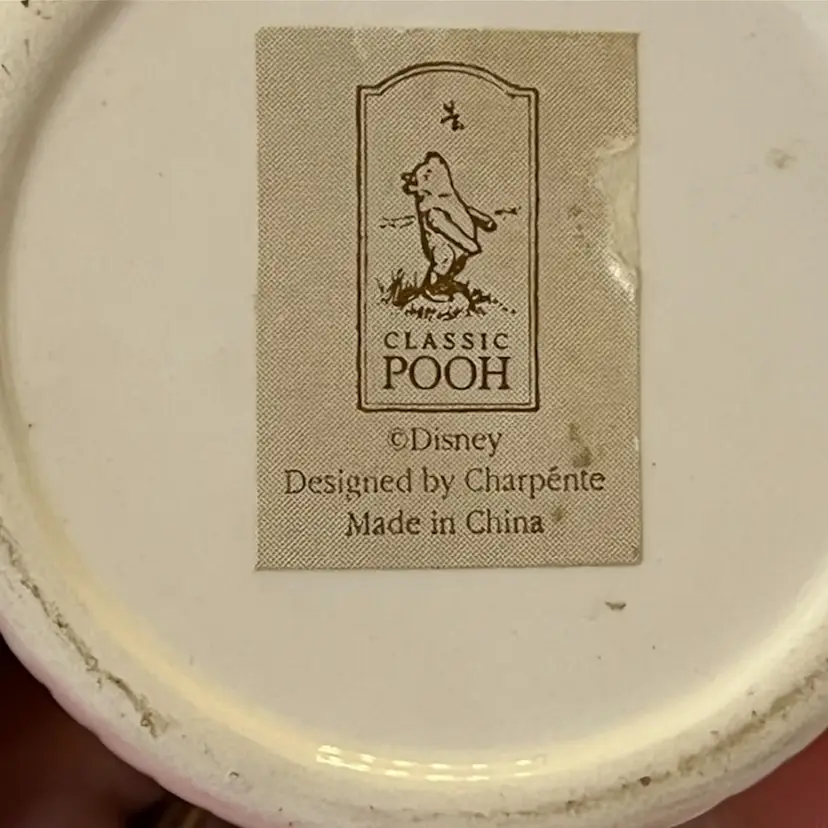 CLASSIC
POOH
©Disney
Designed by Charpénte
Made in China